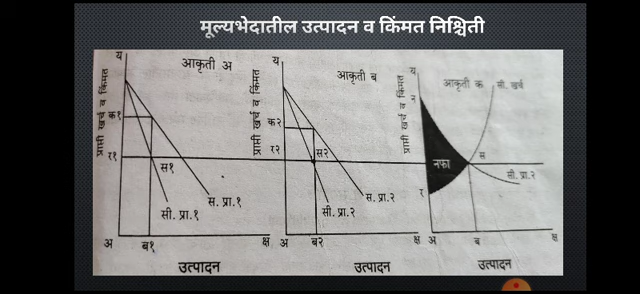 मूल्यभेदातील उत्पादन व किंमत निश्चिती
य
आकृती अ
प्राप्ती खर्च व किंमत
क१
र१
स१
स. प्रा.१
सी. प्रा.१
अ
ब१
क्ष
उत्पादन
य
आकृती ब
प्राप्ती खर्च व किंमत
क२
र२
स२
स. प्रा.२
सी. प्रा.२
अ
ब२
क्ष
उत्पादन
य
आकृती क
सी. खर्च
प्राप्ती खर्च व किंमत
न
नफा
स
सी. प्रा.२
र
अ
ब
क्ष
उत्पादन